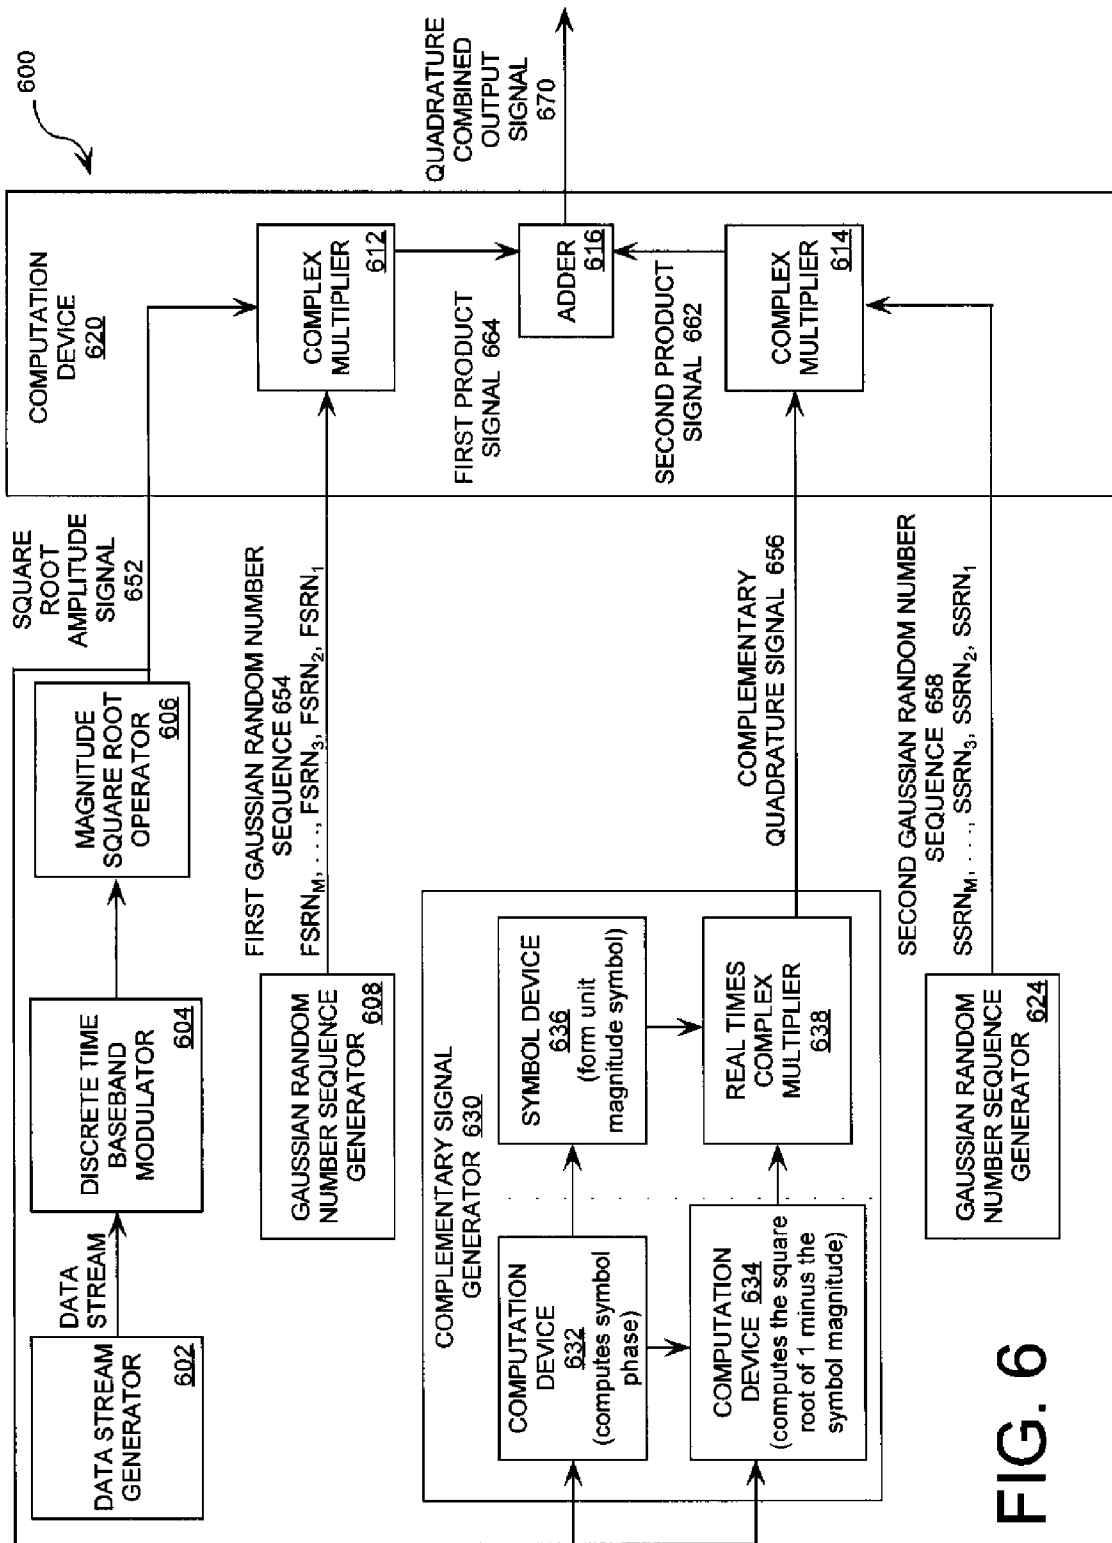 600
DATA STREAM
GENERATOR
602
DATA
STREAM
DISCRETE TIME
BASEBAND
MODULATOR
604
MAGNITUDE
SQUARE ROOT
OPERATOR
606
SQUARE
ROOT
AMPLITUDE
SIGNAL
652
COMPUTATION
DEVICE
620
GAUSSIAN RANDOM
NUMBER SEQUENCE
GENERATOR
608
FIRST GAUSSIAN RANDOM NUMBER
SEQUENCE 654
FSRN_M, . . . , FSRN_3, FSRN_2, FSRN_1
COMPLEX
MULTIPLIER
612
FIRST PRODUCT
SIGNAL 664
ADDER
616
QUADRATURE
COMBINED
OUTPUT
SIGNAL
670
SECOND PRODUCT
SIGNAL 662
COMPLEX
MULTIPLIER
614
COMPLEMENTARY SIGNAL
GENERATOR 630
COMPUTATION
DEVICE
632
(computes symbol
phase)
SYMBOL DEVICE
636
(form unit
magnitude symbol)
COMPUTATION
DEVICE 634
(computes the square
root of 1 minus the
symbol magnitude)
REAL TIMES
COMPLEX
MULTIPLIER
638
COMPLEMENTARY
QUADRATURE SIGNAL 656
GAUSSIAN RANDOM
NUMBER SEQUENCE
GENERATOR
624
SECOND GAUSSIAN RANDOM NUMBER
SEQUENCE 658
SSRN_M, . . . , SSRN_3, SSRN_2, SSRN_1
FIG. 6